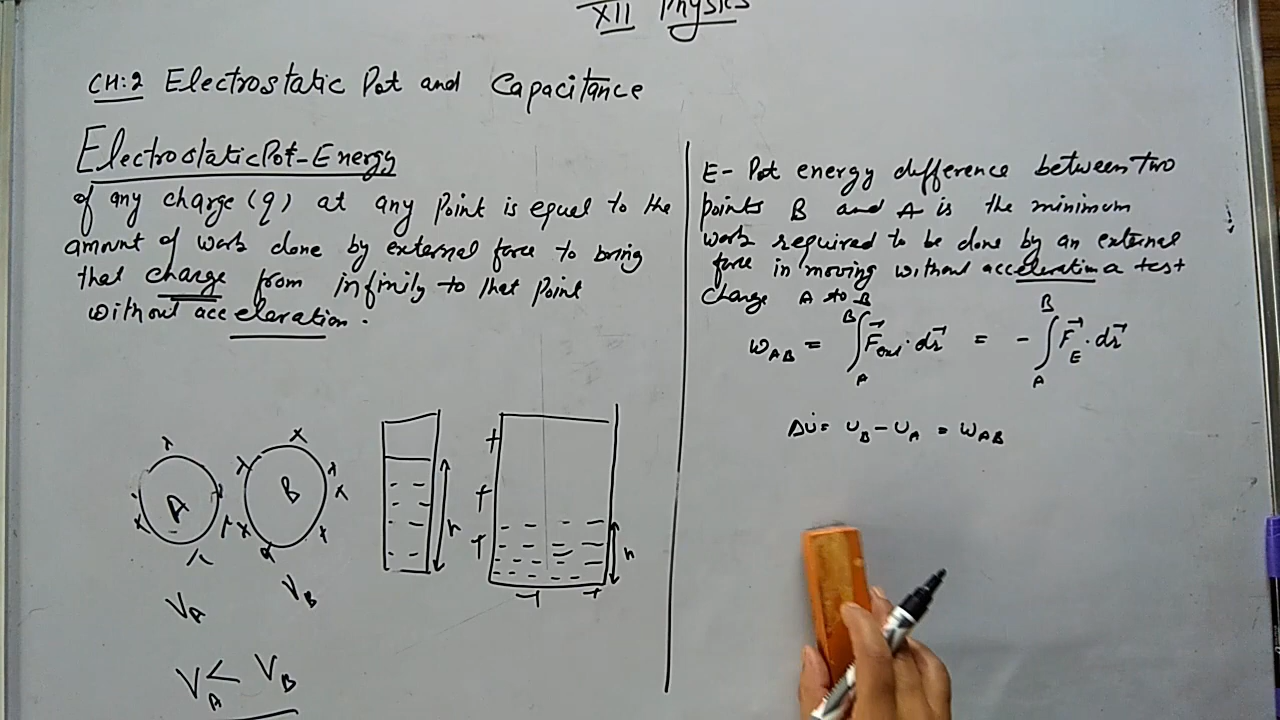 XII Physics
CH:2 Electrostatic Pot and Capacitance
Electrostatic Pot-Energy
of any charge (q) at any Point is equal to the
amount of work done by external force to bring
that charge from infinity to that Point
without acceleration.
A
B
h
h
V_A
V_B
V_A < V_B
E- Pot energy difference between two
points B and A is the minimum
work required to be done by an external
force in moving without acceleration a test
charge A to B
W_AB = ∫_A^B F⃗_ext · dr⃗ = - ∫_A^B F⃗_E · dr⃗
ΔU = U_B - U_A = W_AB